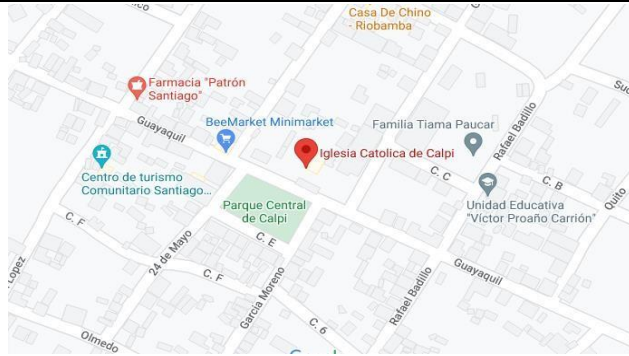 Casa De Chino
- Riobamba
Farmacia "Patrón
Santiago"
Suc
Guayaquil
BeeMarket Minimarket
Familia Tiama Paucar
Rafael Badillo
Iglesia Catolica de Calpi
Centro de turismo
Comunitario Santiago...
C. C
C. B
Parque Central
de Calpi
Unidad Educativa
"Víctor Proaño Carrión"
Quito
C. F
C. E
24 de Mayo
C. F
Guayaquil
Lopez
García Moreno
Rafael Badillo
C. 6
Olmedo